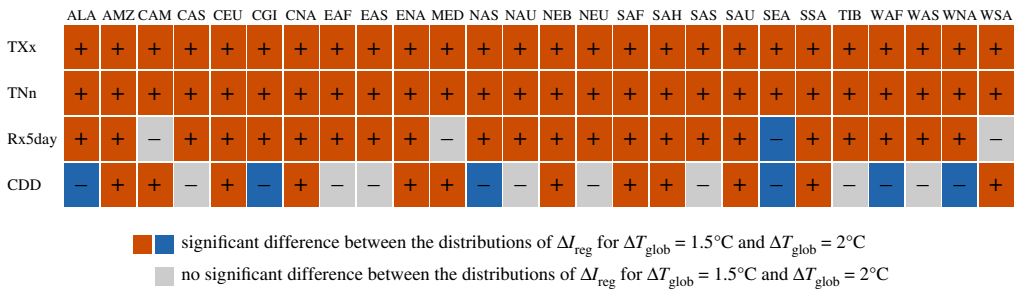 ALA AMZ CAM CAS CEU CGI CNA EAF EAS ENA MED NAS NAU NEB NEU SAF SAH SAS SAU SEA SSA TIB WAF WAS WNA WSA
TXx + + + + + + + + + + + + + + + + + + + + + + + + + +
TNn + + + + + + + + + + + + + + + + + + + + + + + + + +
Rx5day + + − + + + + + + + − + + + + + + + + − + + + + + −
CDD − + + − + − + − − + + − − + − + + − + − + − − − − +
significant difference between the distributions of ΔI_reg for ΔT_glob = 1.5°C and ΔT_glob = 2°C
no significant difference between the distributions of ΔI_reg for ΔT_glob = 1.5°C and ΔT_glob = 2°C